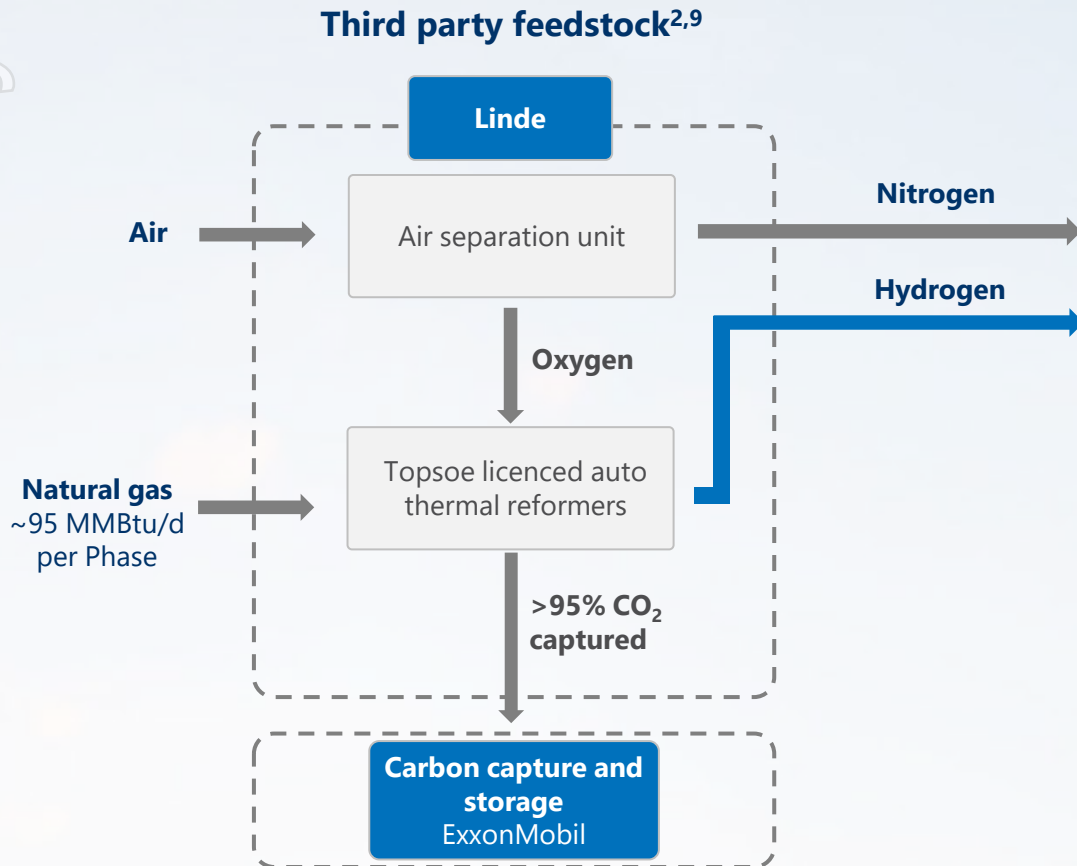 Third party feedstock2,9
Linde
Air
Air separation unit
Nitrogen
Hydrogen
Oxygen
Natural gas
~95 MMBtu/d
per Phase
Topsoe licenced auto
thermal reformers
>95% CO2
captured
Carbon capture and
storage
ExxonMobil